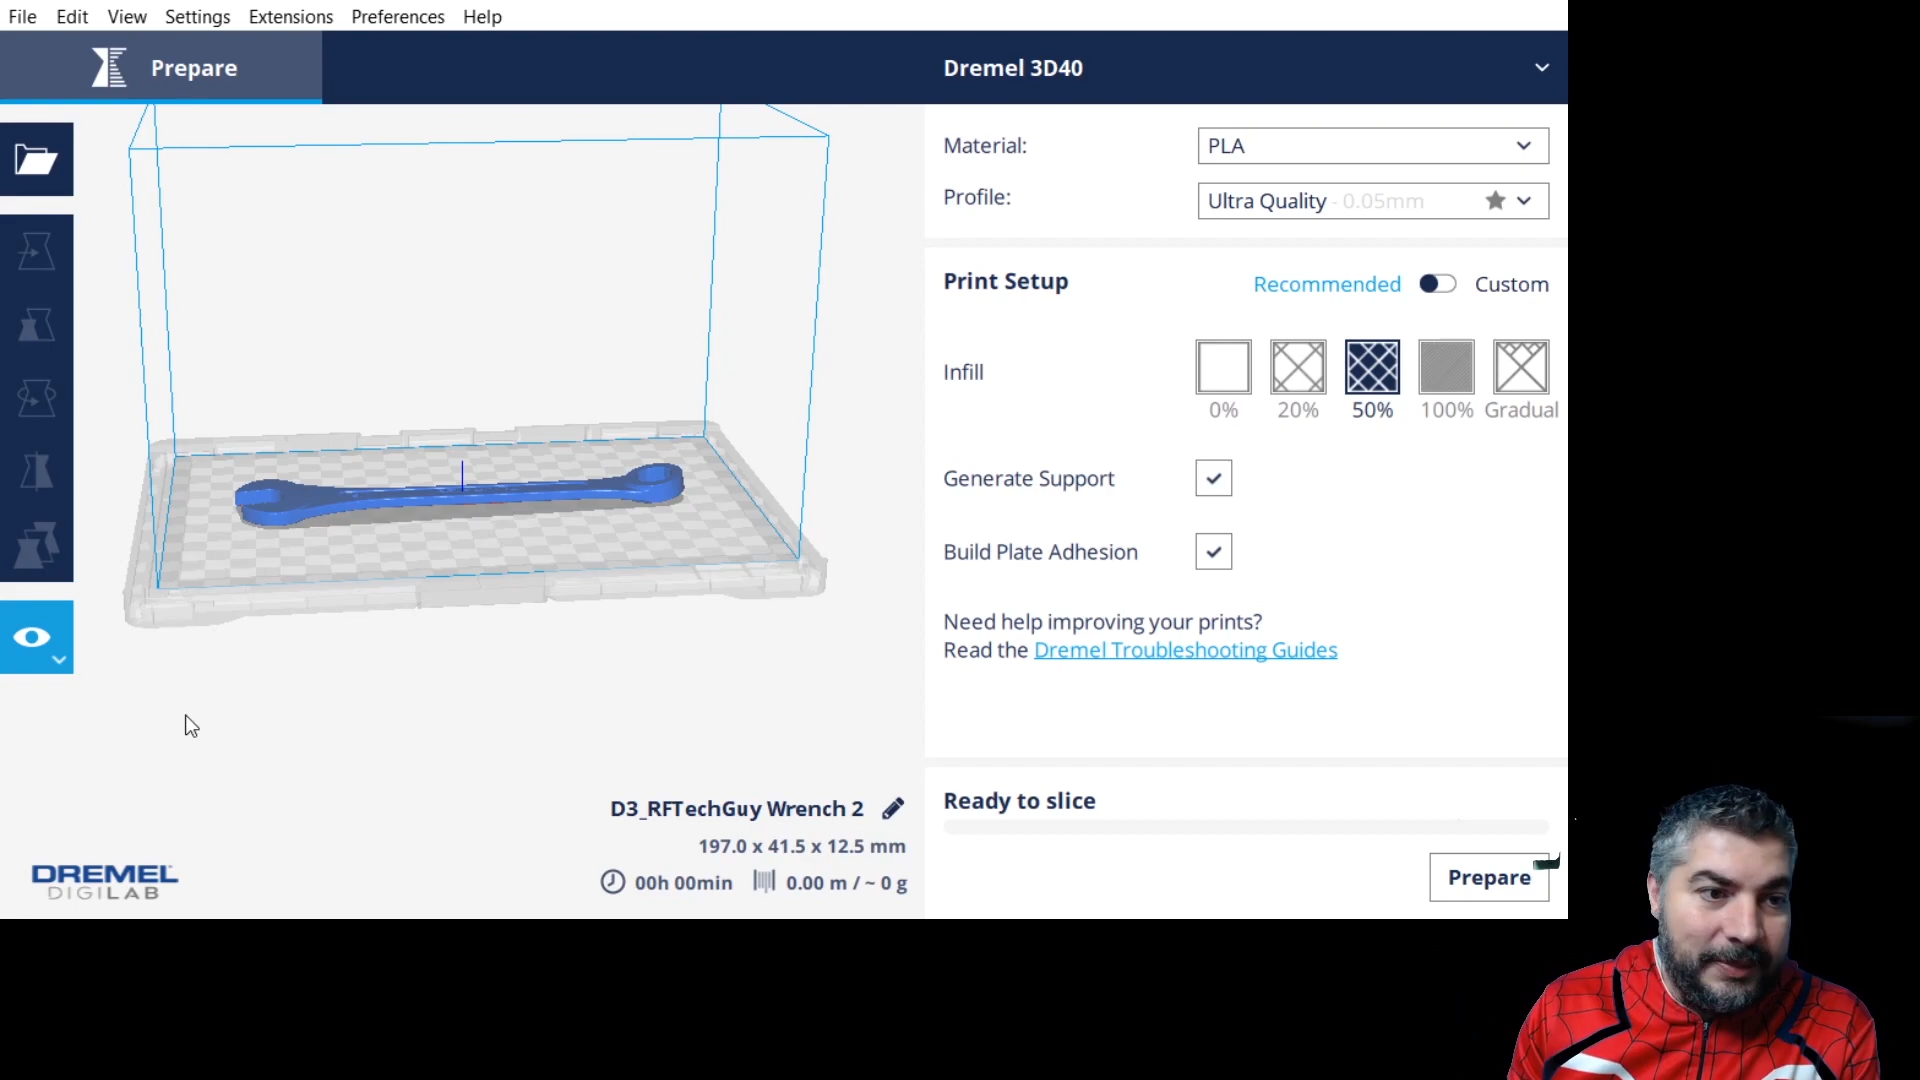 File Edit View Settings Extensions Preferences Help
Prepare
Dremel 3D40
Material: PLA
Profile: Ultra Quality - 0.05mm
Print Setup Recommended Custom
Infill
0% 20% 50% 100% Gradual
Generate Support
Build Plate Adhesion
Need help improving your prints?
Read the Dremel Troubleshooting Guides
D3_RFTechGuy Wrench 2
197.0 x 41.5 x 12.5 mm
00h 00min 0.00 m / ~ 0 g
DREMEL
DIGILAB
Ready to slice
Prepare